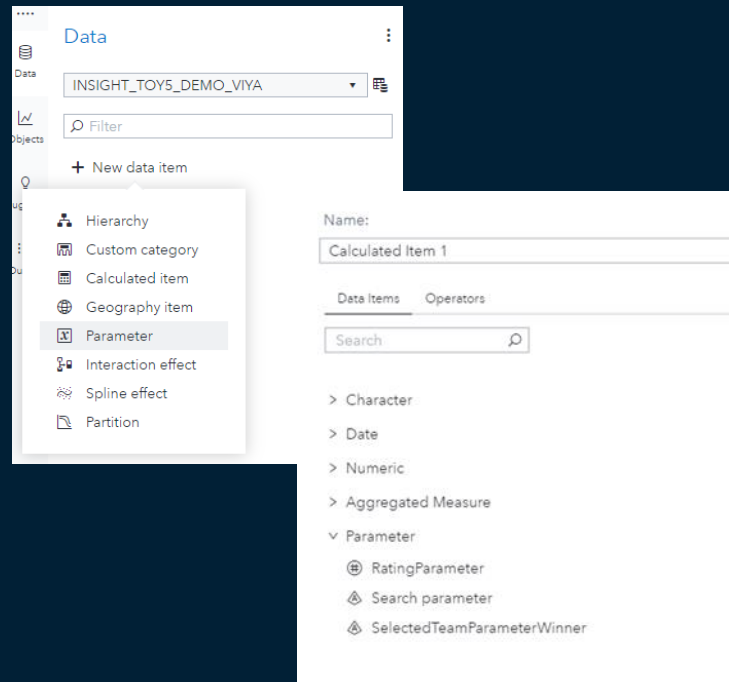 Data
INSIGHT_TOY5_DEMO_VIYA
Data
Filter
Objects
+ New data item
Hierarchy
Custom category
Calculated item
Geography item
Parameter
Interaction effect
Spline effect
Partition
Name:
Calculated Item 1
Data Items Operators
Search
> Character
> Date
> Numeric
> Aggregated Measure
Parameter
RatingParameter
Search parameter
SelectedTeamParameterWinner